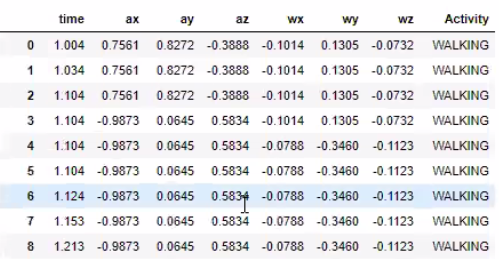 time ax ay az wx wy wz Activity
0 1.004 0.7561 0.8272 -0.3888 -0.1014 0.1305 -0.0732 WALKING
1 1.034 0.7561 0.8272 -0.3888 -0.1014 0.1305 -0.0732 WALKING
2 1.104 0.7561 0.8272 -0.3888 -0.1014 0.1305 -0.0732 WALKING
3 1.104 -0.9873 0.0645 0.5834 -0.1014 0.1305 -0.0732 WALKING
4 1.104 -0.9873 0.0645 0.5834 -0.0788 -0.3460 -0.1123 WALKING
5 1.104 -0.9873 0.0645 0.5834 -0.0788 -0.3460 -0.1123 WALKING
6 1.124 -0.9873 0.0645 0.5834 -0.0788 -0.3460 -0.1123 WALKING
7 1.153 -0.9873 0.0645 0.5834 -0.0788 -0.3460 -0.1123 WALKING
8 1.213 -0.9873 0.0645 0.5834 -0.0788 -0.3460 -0.1123 WALKING